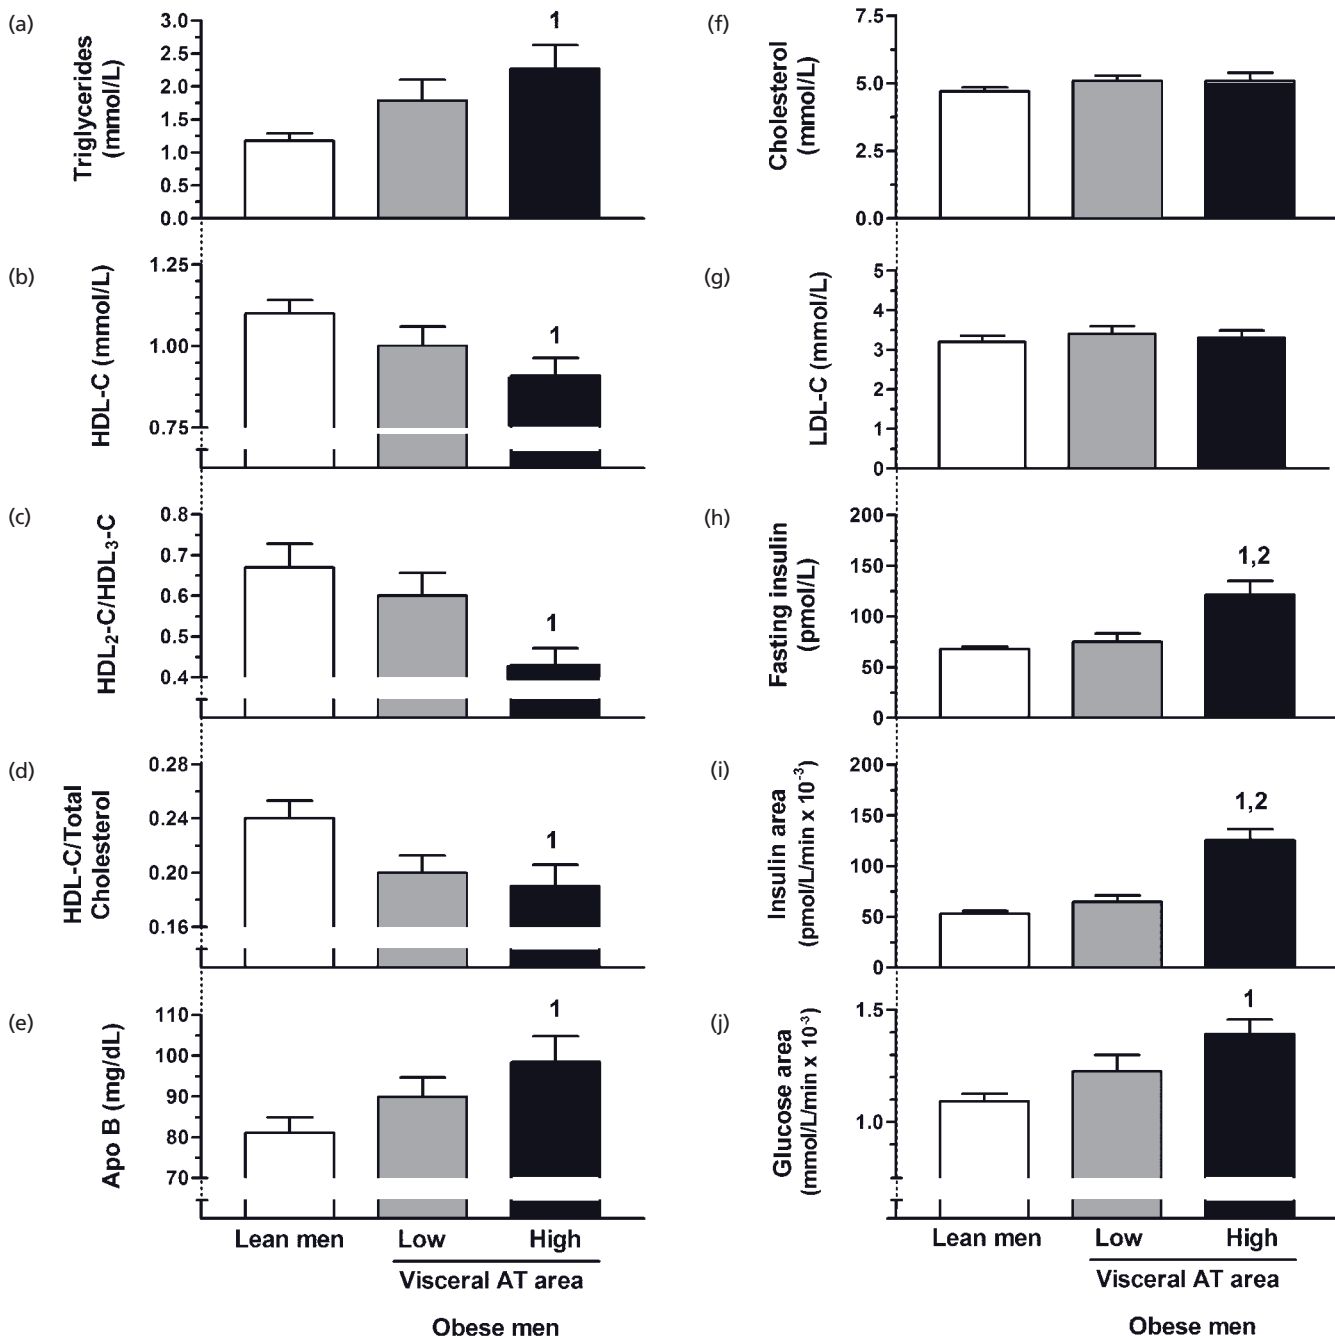 (a)
Triglycerides
(mmol/L)
3.0
2.5
2.0
1.5
1.0
0.5
0.0
1
(b)
HDL-C (mmol/L)
1.25
1.00
0.75
1
(c)
HDL₂-C/HDL₃-C
0.8
0.7
0.6
0.5
0.4
1
(d)
HDL-C/Total
Cholesterol
0.28
0.24
0.20
0.16
1
(e)
Apo B (mg/dL)
110
100
90
80
70
1
Lean men
Low
High
Visceral AT area
Obese men
(f)
Cholesterol
(mmol/L)
7.5
5.0
2.5
0.0
(g)
LDL-C (mmol/L)
5
4
3
2
1
0
(h)
Fasting insulin
(pmol/L)
200
150
100
50
0
1,2
(i)
Insulin area
(pmol/L/min x 10⁻³)
200
150
100
50
0
1,2
(j)
Glucose area
(mmol/L/min x 10⁻³)
1.5
1.0
1
Lean men
Low
High
Visceral AT area
Obese men